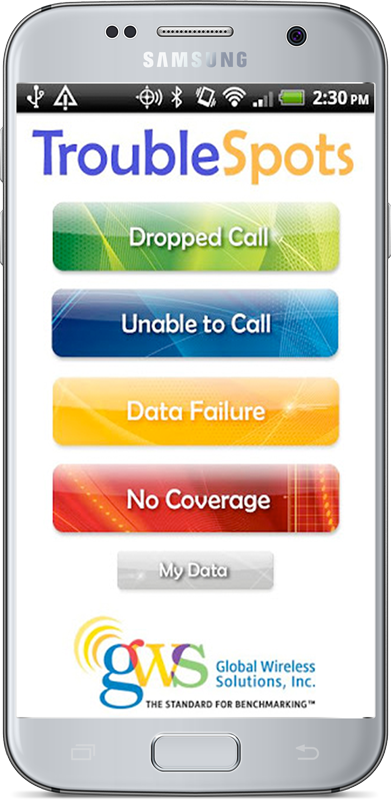 SAMSUNG
2:30 PM
TroubleSpots
Dropped Call
Unable to Call
Data Failure
No Coverage
My Data
gws Global Wireless
Solutions, Inc.
THE STANDARD FOR BENCHMARKING™